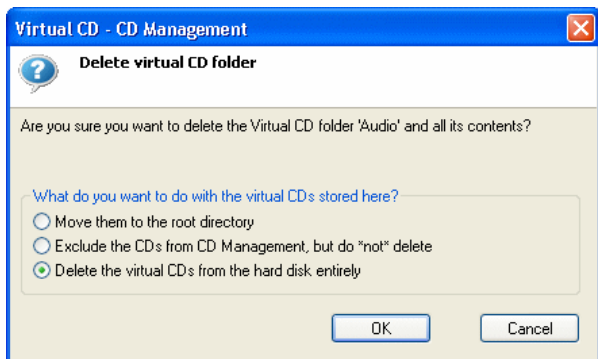 Virtual CD - CD Management
Delete virtual CD folder
Are you sure you want to delete the Virtual CD folder 'Audio' and all its contents?
What do you want to do with the virtual CDs stored here?
Move them to the root directory
Exclude the CDs from CD Management, but do *not* delete
Delete the virtual CDs from the hard disk entirely
OK
Cancel